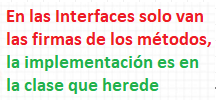 En las Interfaces solo van
las firmas de los métodos,
la implementación es en
la clase que herede